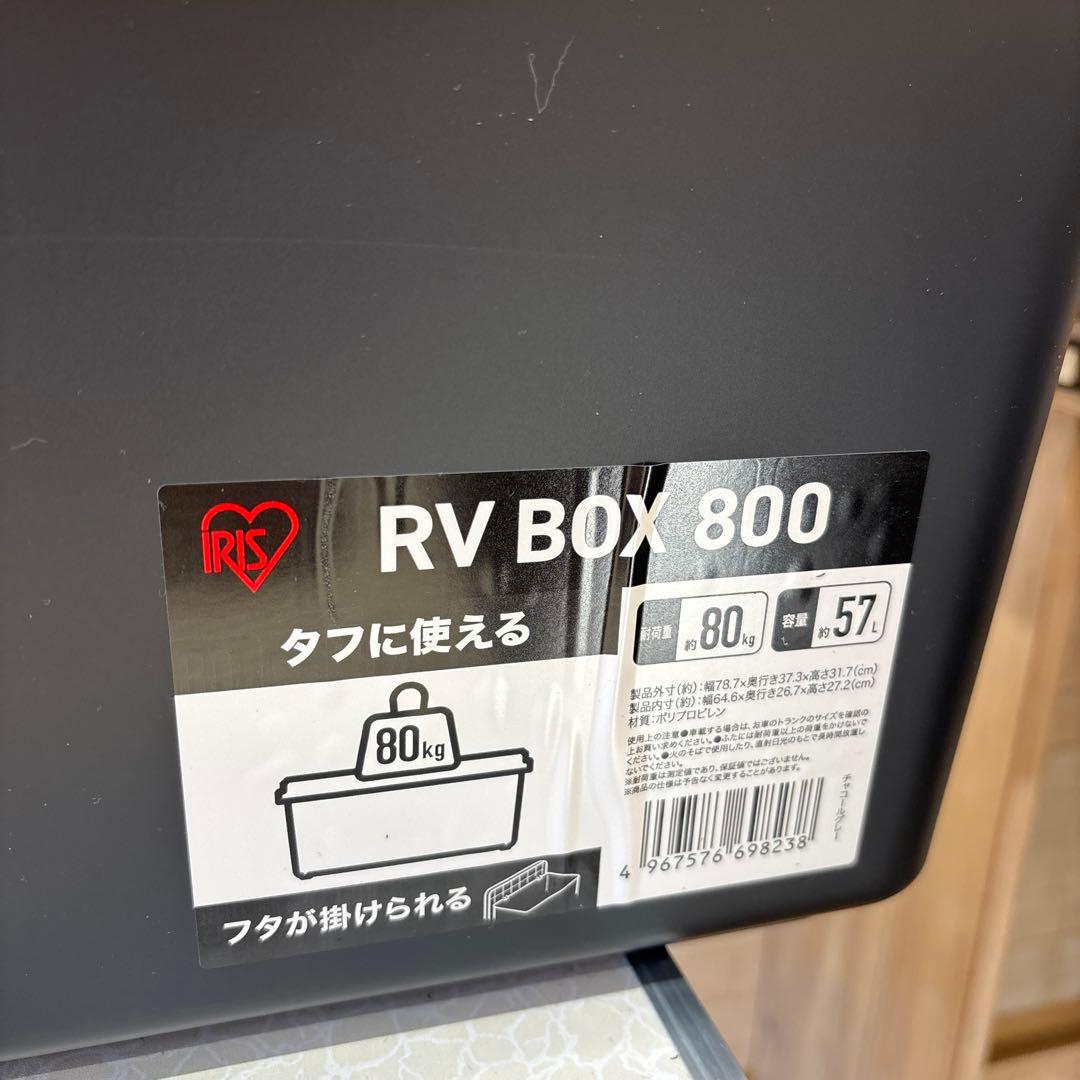 IRIS
RV BOX 800
タフに使える
80kg
フタが掛けられる
耐荷重 約80kg
容量 約57L
製品外寸(約):幅78.7×奥行き37.3×高さ31.7(cm)
製品内寸(約):幅64.6×奥行き26.7×高さ27.2(cm)
材質:ポリプロピレン
使用上の注意●車載する場合は、お車のトランクのサイズを確認の
上お買い求めください。●ふたには耐荷重以上の荷重をかけないで
ください。●火のそばで使用したり、直射日光のもとで長時間放置し
ないでください。
※耐荷重は測定値であり、保証値ではございません。
※商品の仕様は予告なく変更することがあります。
チャコールグレー
4 967576 698238